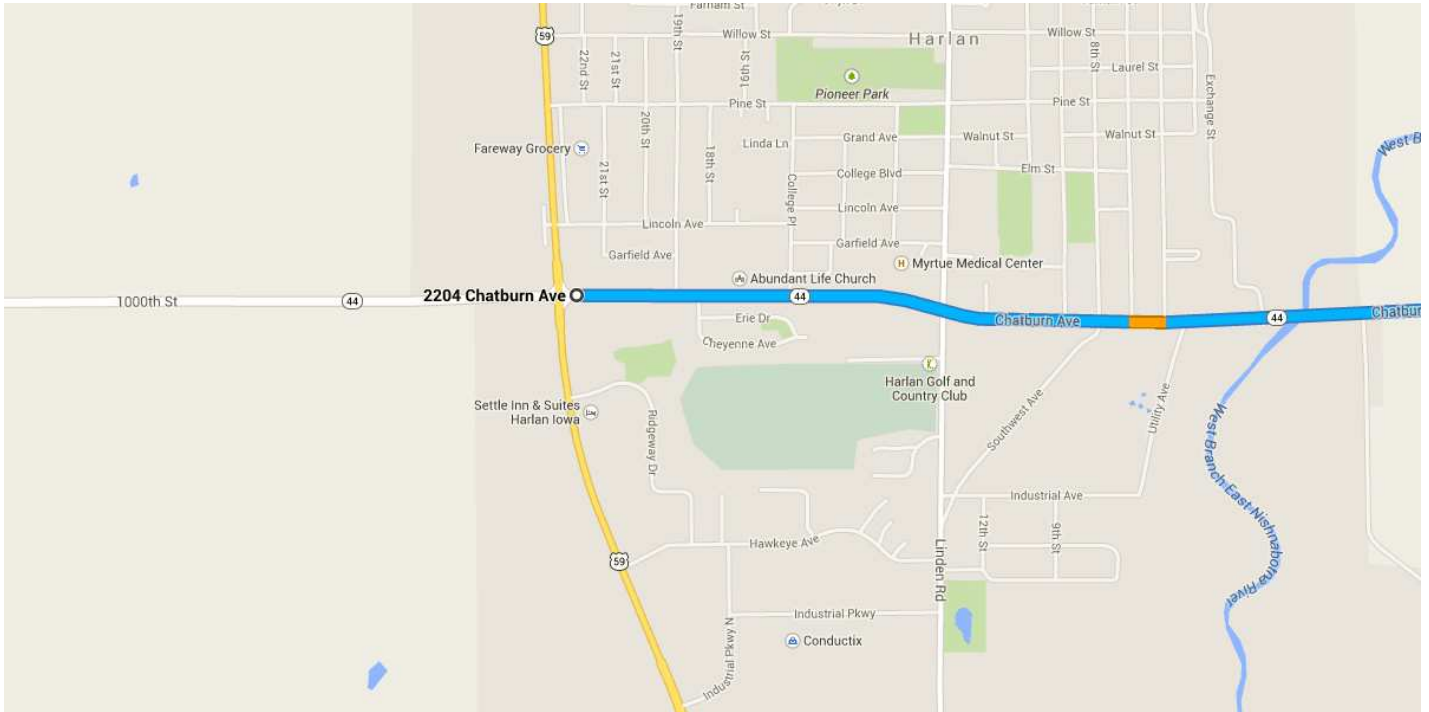 Farnam St
59
19th St
Willow St
Harlan
Willow St
8th St
22nd St
21st St
16th St
Laurel St
Pioneer Park
Exchange St
Pine St
Pine St
20th St
Grand Ave
Walnut St
Walnut St
Linda Ln
Fareway Grocery
18th St
21st St
College Blvd
Elm St
College Pl
Lincoln Ave
Lincoln Ave
Garfield Ave
Garfield Ave
H
Myrtue Medical Center
Abundant Life Church
1000th St
44
2204 Chatburn Ave
44
Chatburn Ave
44
Chatbur
Erie Dr
Cheyenne Ave
Harlan Golf and
Country Club
Settle Inn & Suites
Harlan Iowa
Ridgeway Dr
Southwest Ave
Utility Ave
West Branch East Nishnabotna River
West B
Industrial Ave
12th St
9th St
Hawkeye Ave
59
Linden Rd
Industrial Pkwy
Industrial Pkwy N
Conductix